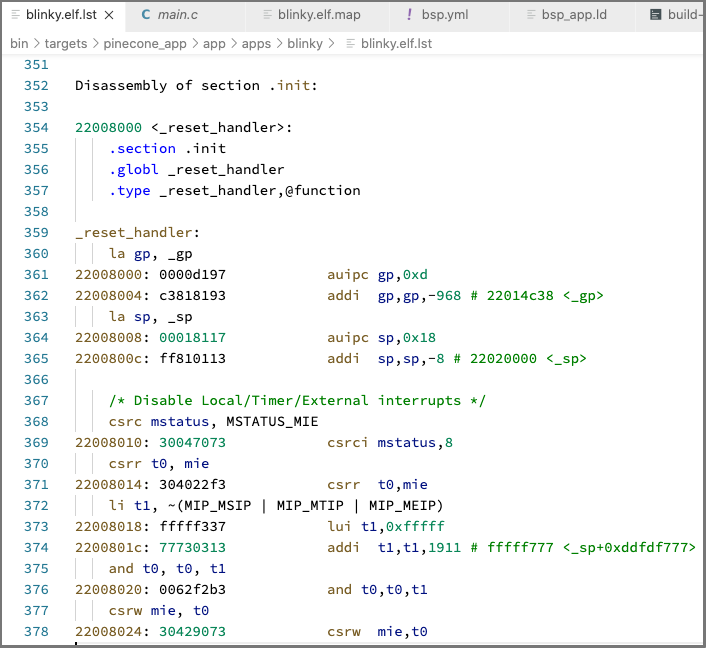 blinky.elf.lst × C main.c blinky.elf.map ! bsp.yml bsp_app.ld build-
bin > targets > pinecone_app > app > apps > blinky > blinky.elf.lst
351
352 Disassembly of section .init:
353
354 22008000 <_reset_handler>:
355 .section .init
356 .globl _reset_handler
357 .type _reset_handler,@function
358
359 _reset_handler:
360 la gp, _gp
361 22008000: 0000d197 auipc gp,0xd
362 22008004: c3818193 addi gp,gp,-968 # 22014c38 <_gp>
363 la sp, _sp
364 22008008: 00018117 auipc sp,0x18
365 2200800c: ff810113 addi sp,sp,-8 # 22020000 <_sp>
366
367 /* Disable Local/Timer/External interrupts */
368 csrc mstatus, MSTATUS_MIE
369 22008010: 30047073 csrci mstatus,8
370 csrr t0, mie
371 22008014: 304022f3 csrr t0,mie
372 li t1, ~(MIP_MSIP | MIP_MTIP | MIP_MEIP)
373 22008018: fffff337 lui t1,0xfffff
374 2200801c: 77730313 addi t1,t1,1911 # fffff777 <_sp+0xddfdf777>
375 and t0, t0, t1
376 22008020: 0062f2b3 and t0,t0,t1
377 csrw mie, t0
378 22008024: 30429073 csrw mie,t0